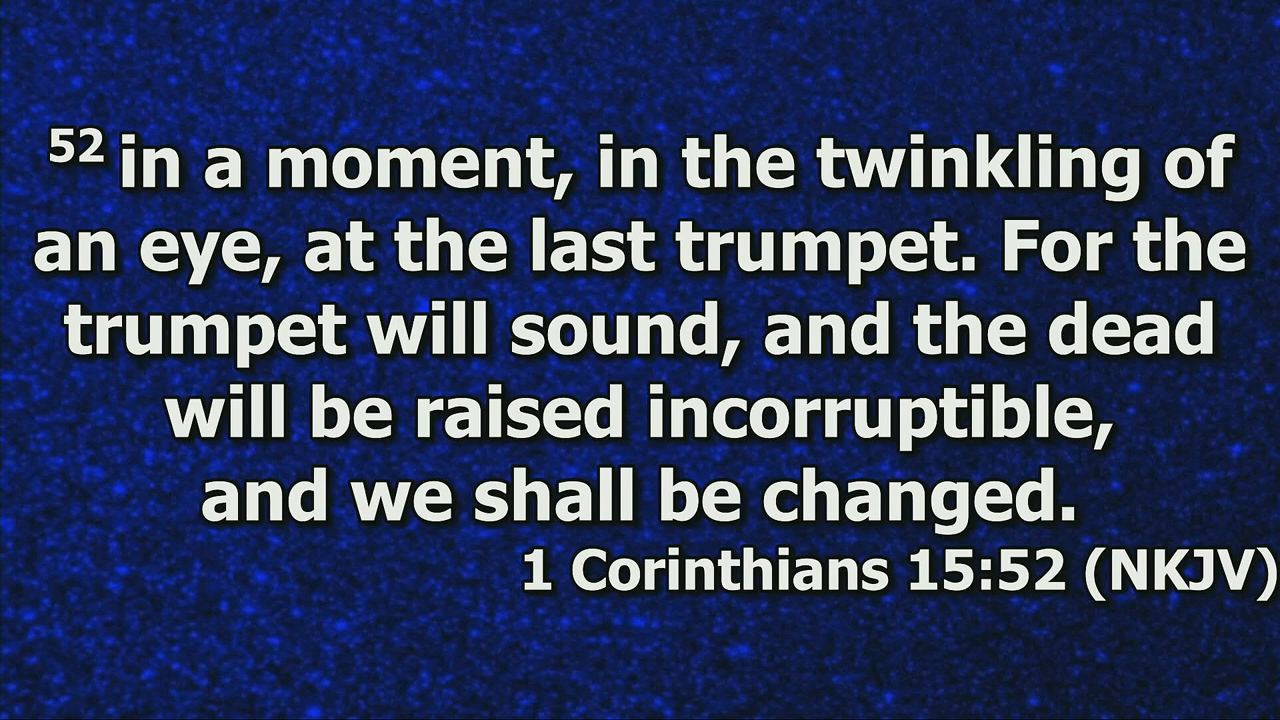 52 in a moment, in the twinkling of
an eye, at the last trumpet. For the
trumpet will sound, and the dead
will be raised incorruptible,
and we shall be changed.
1 Corinthians 15:52 (NKJV)